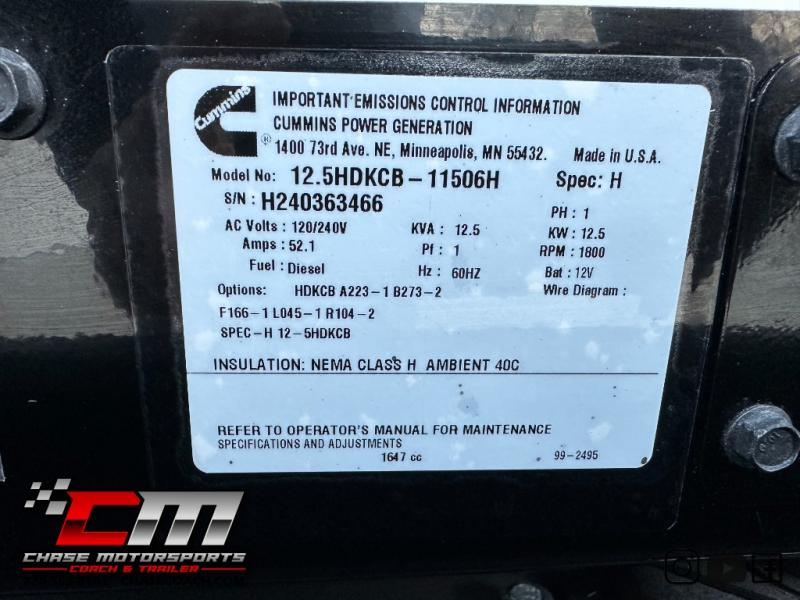 Cummins
IMPORTANT EMISSIONS CONTROL INFORMATION
CUMMINS POWER GENERATION
® 1400 73rd Ave. NE, Minneapolis, MN 55432. Made in U.S.A.
Model No: 12.5HDKCB-11506H Spec: H
S/N: H240363466
PH: 1
AC Volts: 120/240V KVA: 12.5 KW: 12.5
Amps: 52.1 Pf: 1 RPM: 1800
Fuel: Diesel Hz: 60HZ Bat: 12V
Options: HDKCB A223-1 B273-2 Wire Diagram:
F166-1 L045-1 R104-2
SPEC-H 12-5HDKCB
INSULATION: NEMA CLASS H AMBIENT 40C
REFER TO OPERATOR'S MANUAL FOR MAINTENANCE
SPECIFICATIONS AND ADJUSTMENTS
1647 cc 99-2495
CM
CHASE MOTORSPORTS
COACH & TRAILER